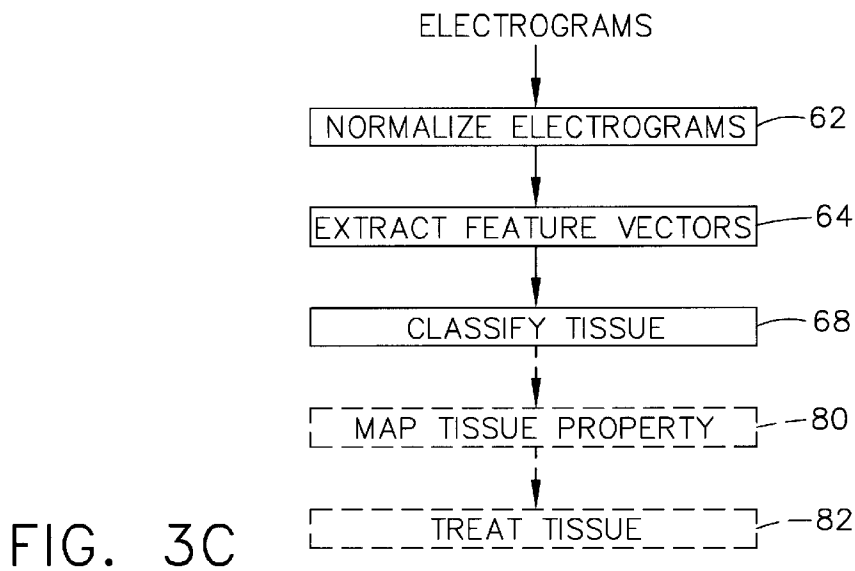 ELECTROGRAMS
NORMALIZE ELECTROGRAMS 62
EXTRACT FEATURE VECTORS 64
CLASSIFY TISSUE 68
MAP TISSUE PROPERTY 80
TREAT TISSUE 82
FIG. 3C